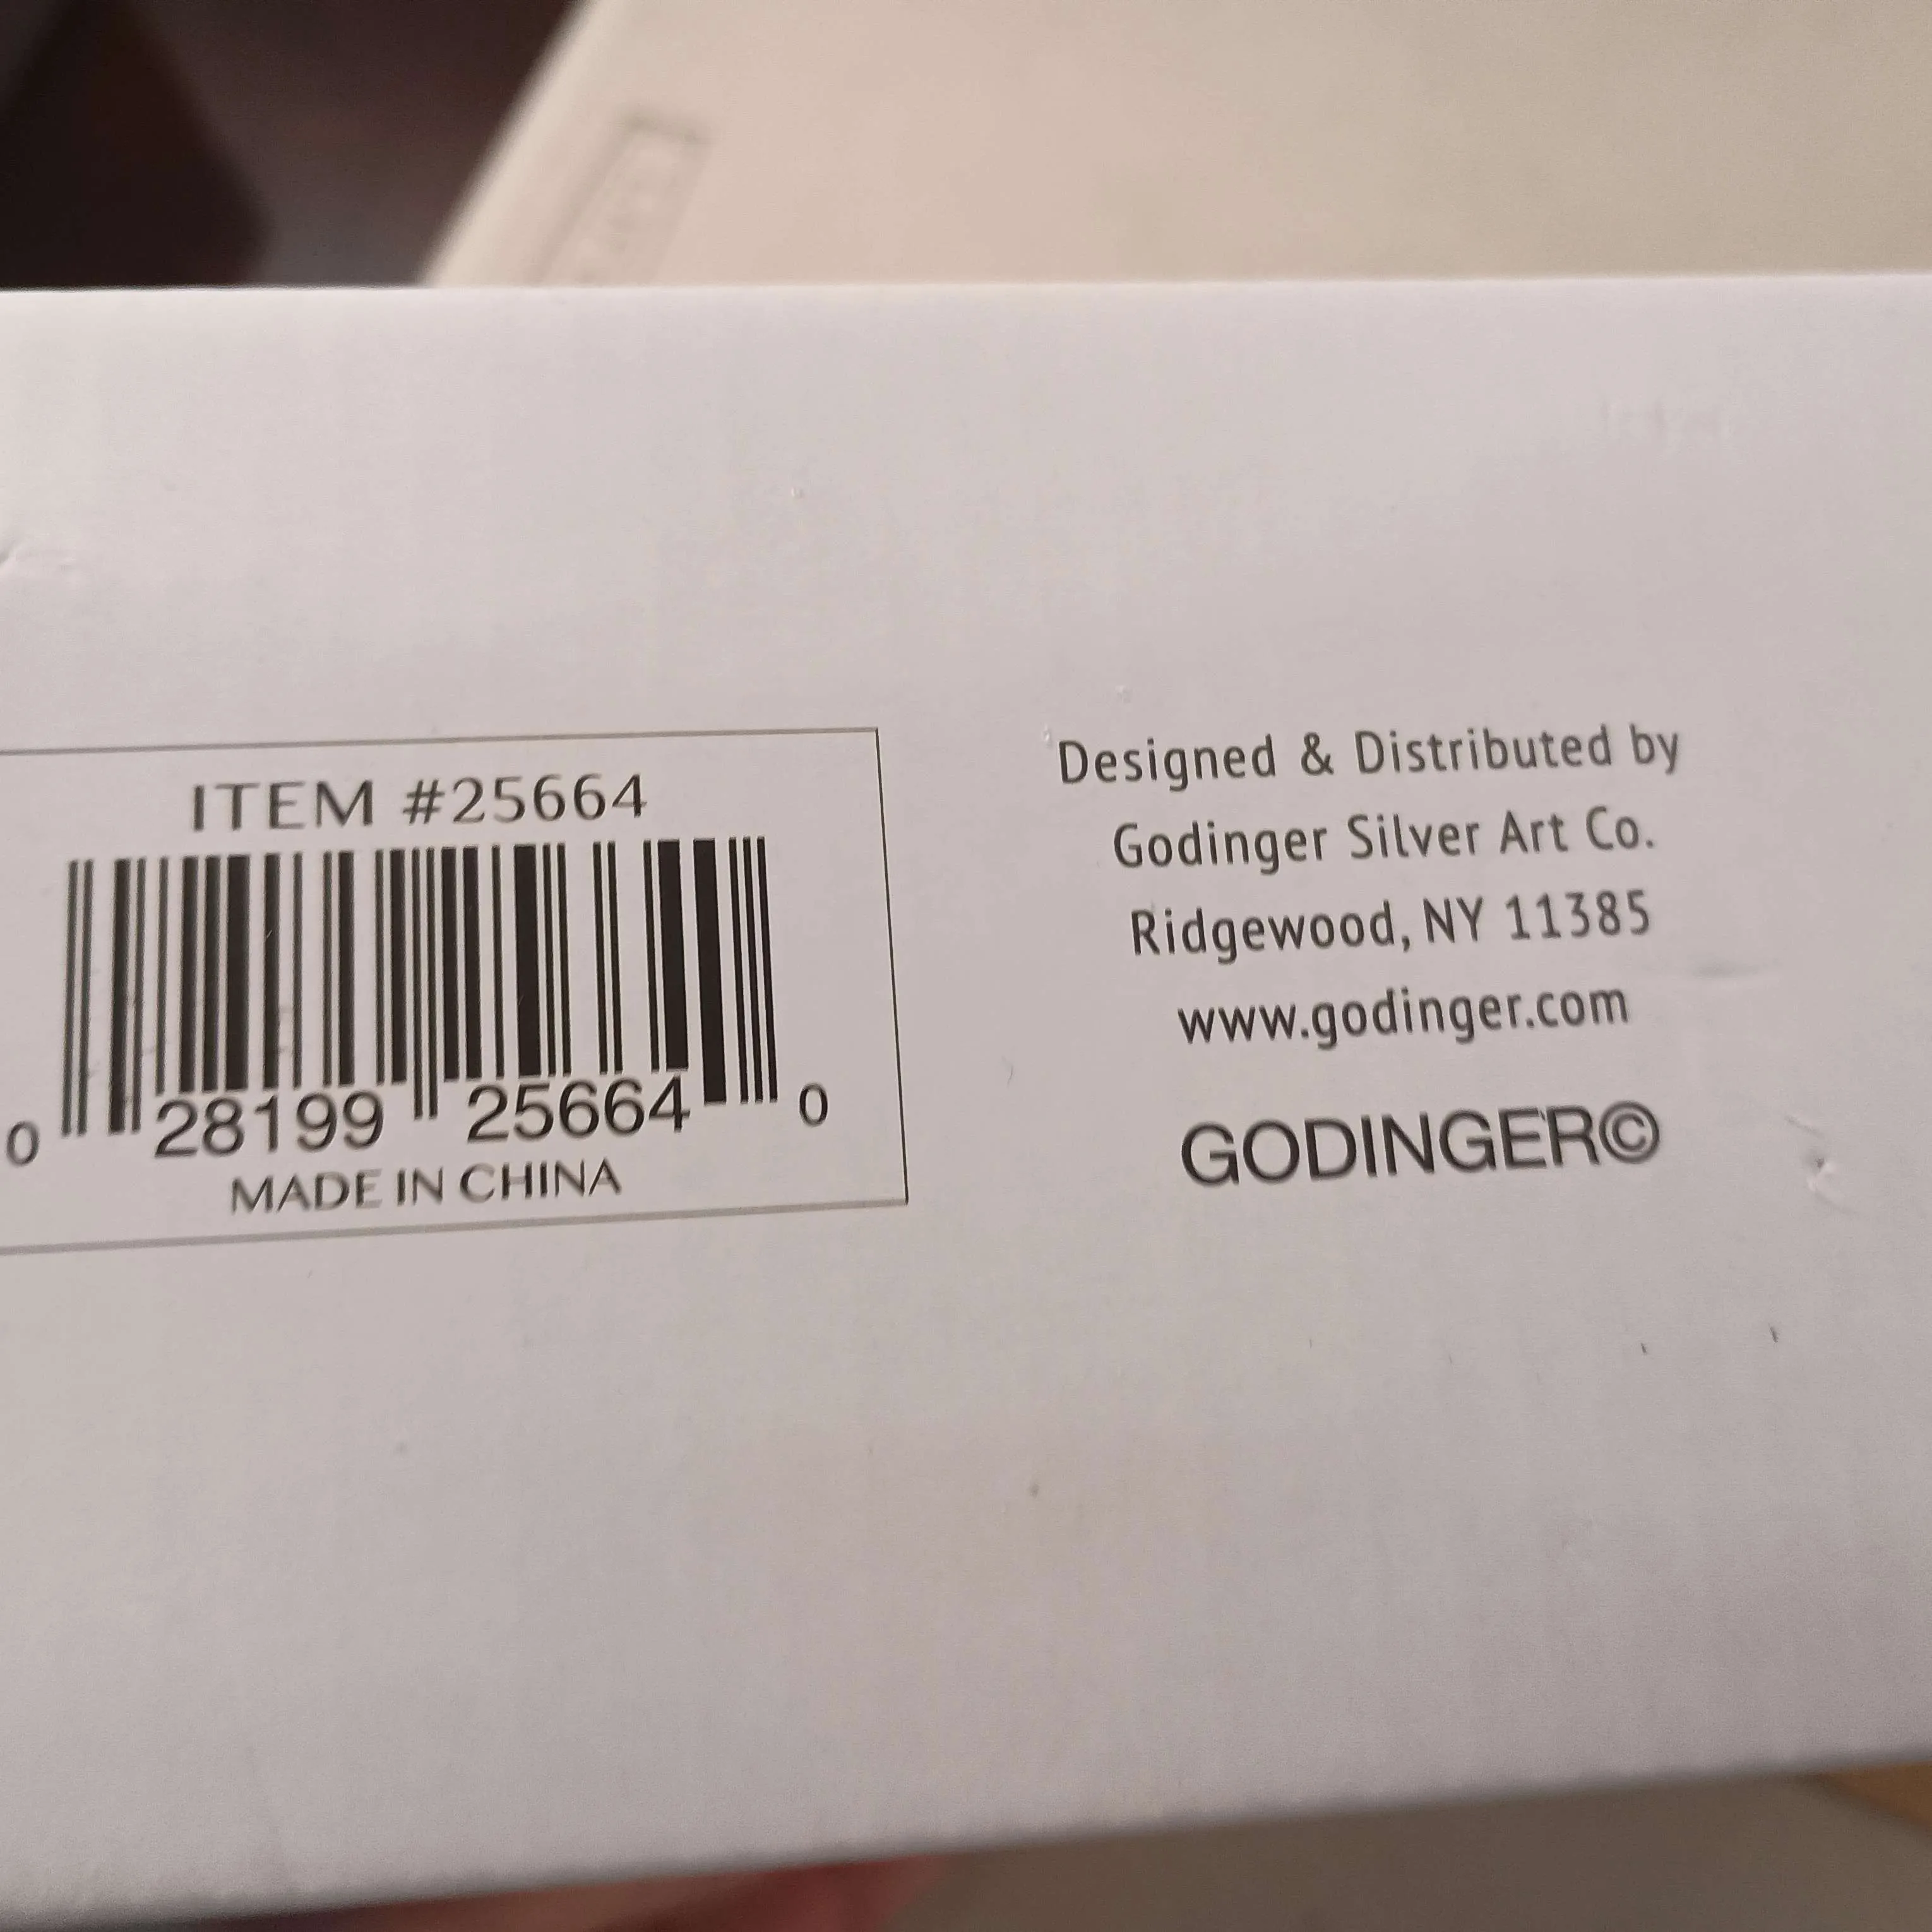 ITEM #25664
0 28199 25664 0
MADE IN CHINA
Designed & Distributed by
Godinger Silver Art Co.
Ridgewood, NY 11385
www.godinger.com
GODINGER©